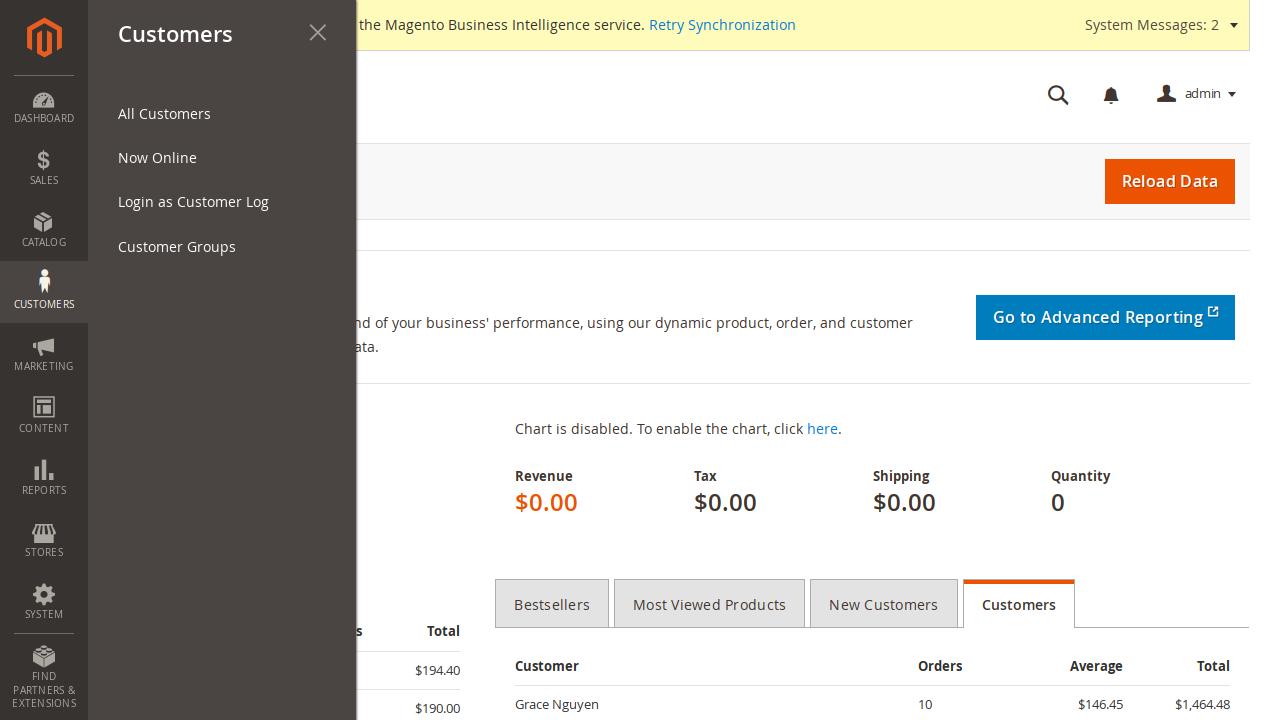 Customers
the Magento Business Intelligence service. Retry Synchronization
System Messages: 2
admin
DASHBOARD
SALES
CATALOG
CUSTOMERS
MARKETING
CONTENT
REPORTS
STORES
SYSTEM
FIND
PARTNERS &
EXTENSIONS
All Customers
Now Online
Login as Customer Log
Customer Groups
Reload Data
of your business' performance, using our dynamic product, order, and customer
Go to Advanced Reporting
Chart is disabled. To enable the chart, click here.
Revenue Tax Shipping Quantity
$0.00 $0.00 $0.00 0
Bestsellers Most Viewed Products New Customers Customers
Total
$194.40
$190.00
Customer Orders Average Total
Grace Nguyen 10 $146.45 $1,464.48